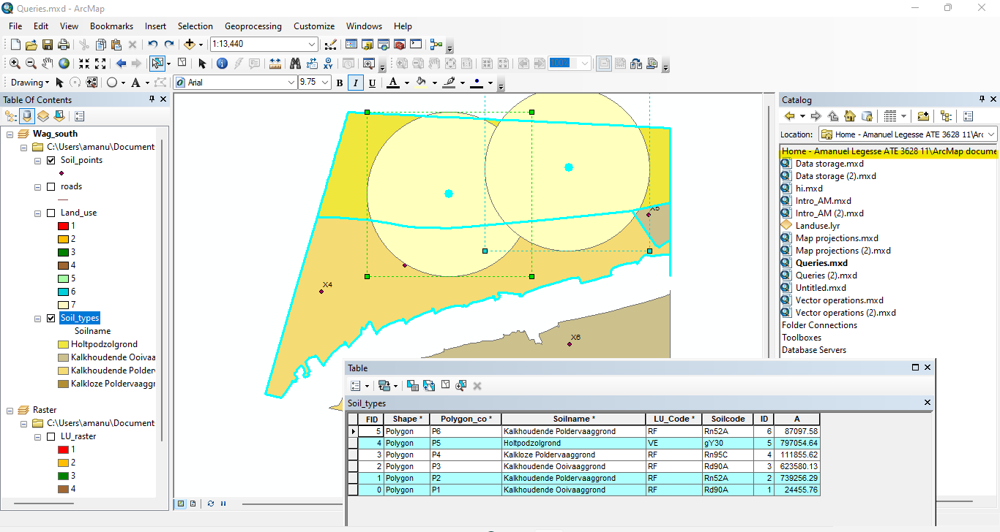 Queries.mxd - ArcMap
File Edit View Bookmarks Insert Selection Geoprocessing Customize Windows Help
1:13,440
100%
Drawing Arial 9.75 B I U A
Table Of Contents
Wag_south
C:\Users\amanu\Document
Soil_points
roads
Land_use
1
2
3
4
5
6
7
Soil_types
Soilname
Holtpodzolgrond
Kalkhoudende Ooivaa
Kalkhoudende Polder
Kalkloze Poldervaaggr
Raster
C:\Users\amanu\Document
LU_raster
1
2
3
4
X5
X4
X6
Catalog
Location: Home - Amanuel Legesse ATE 3628 11\Arc
Home - Amanuel Legesse ATE 3628 11\ArcMap docume
Data storage.mxd
Data storage (2).mxd
hi.mxd
Intro_AM.mxd
Intro_AM (2).mxd
Landuse.lyr
Map projections.mxd
Map projections (2).mxd
Queries.mxd
Queries (2).mxd
Untitled.mxd
Vector operations.mxd
Vector operations (2).mxd
Folder Connections
Toolboxes
Database Servers
Table
Soil_types
FID Shape * Polygon_co * Soilname * LU_Code * Soilcode ID A
5 Polygon P6 Kalkhoudende Poldervaaggrond RF Rn52A 6 87097.58
4 Polygon P5 Holtpodzolgrond VE gY30 5 797054.64
3 Polygon P4 Kalkloze Poldervaaggrond RF Rn95C 4 111855.62
2 Polygon P3 Kalkhoudende Ooivaaggrond RF Rd90A 3 623580.13
1 Polygon P2 Kalkhoudende Poldervaaggrond RF Rn52A 2 739256.29
0 Polygon P1 Kalkhoudende Ooivaaggrond RF Rd90A 1 24455.76